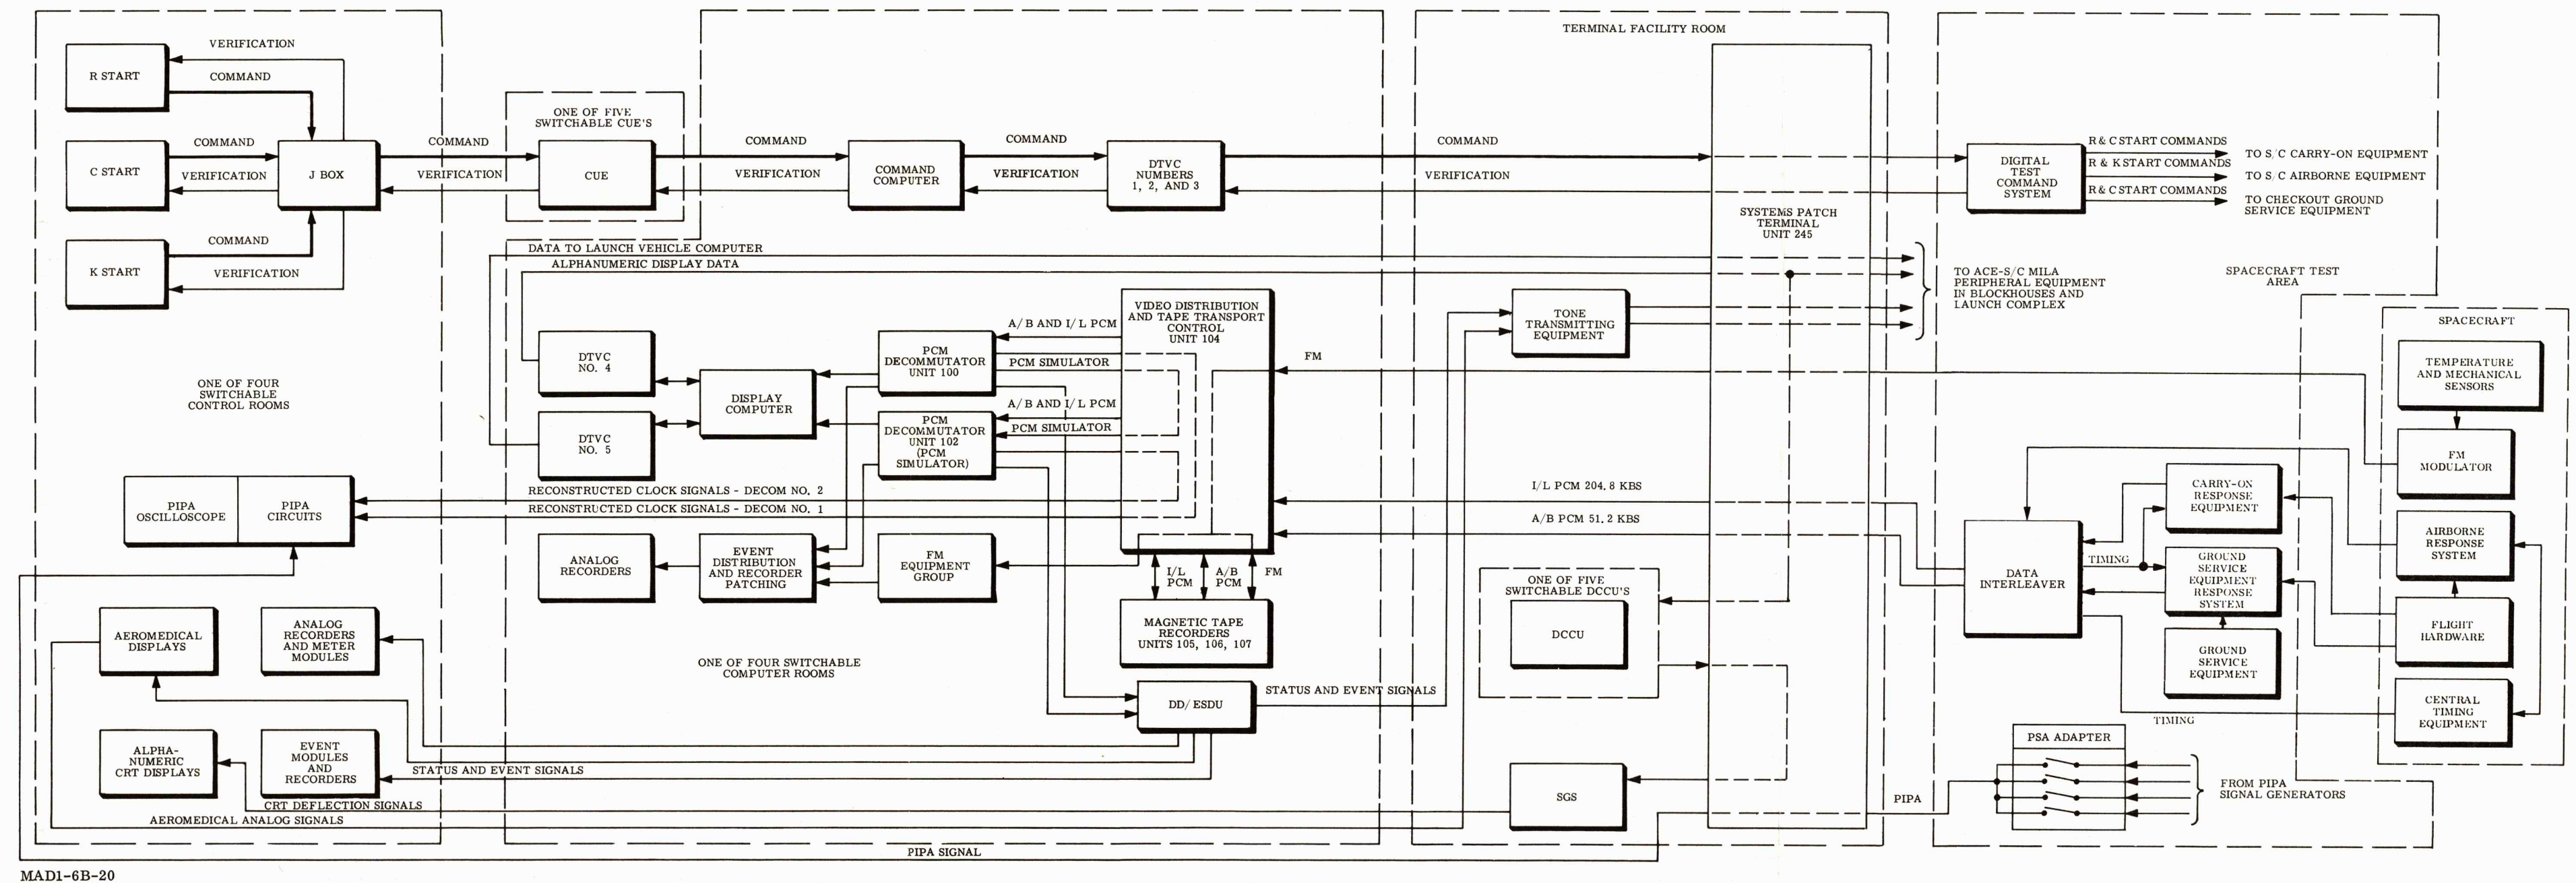 VERIFICATION
R START
COMMAND
C START
COMMAND
VERIFICATION
J BOX
K START
COMMAND
VERIFICATION
ONE OF FOUR
SWITCHABLE
CONTROL ROOMS
PIPA
OSCILLOSCOPE
PIPA
CIRCUITS
AEROMEDICAL
DISPLAYS
ANALOG
RECORDERS
AND METER
MODULES
ALPHA-
NUMERIC
CRT DISPLAYS
EVENT
MODULES
AND
RECORDERS
COMMAND
VERIFICATION
ONE OF FIVE
SWITCHABLE CUE'S
CUE
COMMAND
VERIFICATION
COMMAND
COMPUTER
COMMAND
VERIFICATION
DTVC
NUMBERS
1, 2, AND 3
DATA TO LAUNCH VEHICLE COMPUTER
ALPHANUMERIC DISPLAY DATA
DTVC
NO. 4
DTVC
NO. 5
DISPLAY
COMPUTER
PCM
DECOMMUTATOR
UNIT 100
PCM
DECOMMUTATOR
UNIT 102
(PCM
SIMULATOR)
A/B AND I/L PCM
PCM SIMULATOR
A/B AND I/L PCM
PCM SIMULATOR
VIDEO DISTRIBUTION
AND TAPE TRANSPORT
CONTROL
UNIT 104
RECONSTRUCTED CLOCK SIGNALS - DECOM NO. 2
RECONSTRUCTED CLOCK SIGNALS - DECOM NO. 1
ANALOG
RECORDERS
EVENT
DISTRIBUTION
AND RECORDER
PATCHING
FM
EQUIPMENT
GROUP
I/L
PCM
A/B
PCM
FM
MAGNETIC TAPE
RECORDERS
UNITS 105, 106, 107
ONE OF FOUR SWITCHABLE
COMPUTER ROOMS
DD/ESDU
STATUS AND EVENT SIGNALS
STATUS AND EVENT SIGNALS
CRT DEFLECTION SIGNALS
AEROMEDICAL ANALOG SIGNALS
PIPA SIGNAL
TERMINAL FACILITY ROOM
COMMAND
VERIFICATION
SYSTEMS PATCH
TERMINAL
UNIT 245
TONE
TRANSMITTING
EQUIPMENT
FM
I/L PCM 204.8 KBS
A/B PCM 51.2 KBS
ONE OF FIVE
SWITCHABLE DCCU'S
DCCU
SGS
PIPA
DIGITAL
TEST
COMMAND
SYSTEM
R & C START COMMANDS
R & K START COMMANDS
R & C START COMMANDS
TO S/C CARRY-ON EQUIPMENT
TO S/C AIRBORNE EQUIPMENT
TO CHECKOUT GROUND
SERVICE EQUIPMENT
TO ACE-S/C MILA
PERIPHERAL EQUIPMENT
IN BLOCKHOUSES AND
LAUNCH COMPLEX
SPACECRAFT TEST
AREA
SPACECRAFT
TEMPERATURE
AND MECHANICAL
SENSORS
FM
MODULATOR
CARRY-ON
RESPONSE
EQUIPMENT
AIRBORNE
RESPONSE
SYSTEM
DATA
INTERLEAVER
TIMING
GROUND
SERVICE
EQUIPMENT
RESPONSE
SYSTEM
FLIGHT
HARDWARE
GROUND
SERVICE
EQUIPMENT
CENTRAL
TIMING
EQUIPMENT
TIMING
PSA ADAPTER
FROM PIPA
SIGNAL GENERATORS
MAD1-6B-20